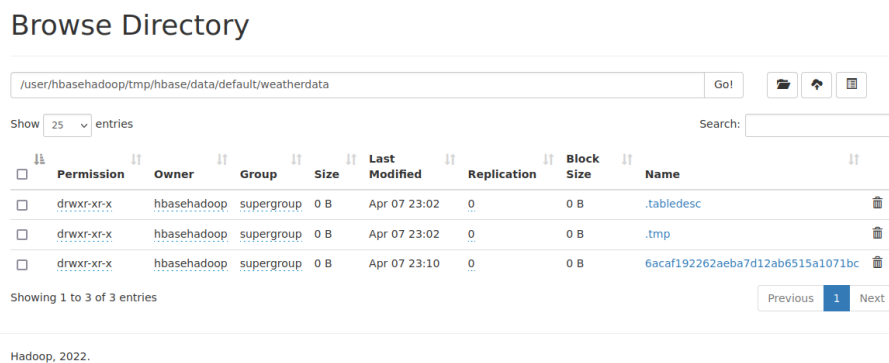 Browse Directory
/user/hbasehadoop/tmp/hbase/data/default/weatherdata Go!
Show 25 entries Search:
Permission Owner Group Size Last Modified Replication Block Size Name
drwxr-xr-x hbasehadoop supergroup 0 B Apr 07 23:02 0 0 B .tabledesc
drwxr-xr-x hbasehadoop supergroup 0 B Apr 07 23:02 0 0 B .tmp
drwxr-xr-x hbasehadoop supergroup 0 B Apr 07 23:10 0 0 B 6acaf192262aeba7d12ab6515a1071bc
Showing 1 to 3 of 3 entries Previous 1 Next
Hadoop, 2022.